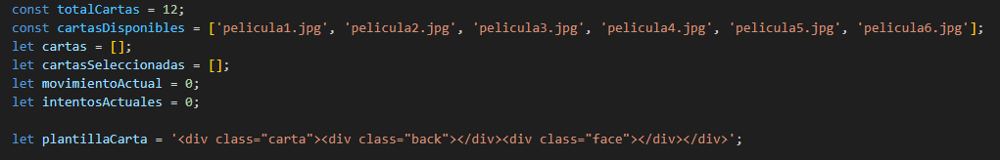 const totalCartas = 12;
const cartasDisponibles = ['pelicula1.jpg', 'pelicula2.jpg', 'pelicula3.jpg', 'pelicula4.jpg', 'pelicula5.jpg', 'pelicula6.jpg'];
let cartas = [];
let cartasSeleccionadas = [];
let movimientoActual = 0;
let intentosActuales = 0;
let plantillaCarta = '<div class="carta"><div class="back"></div><div class="face"></div></div>';